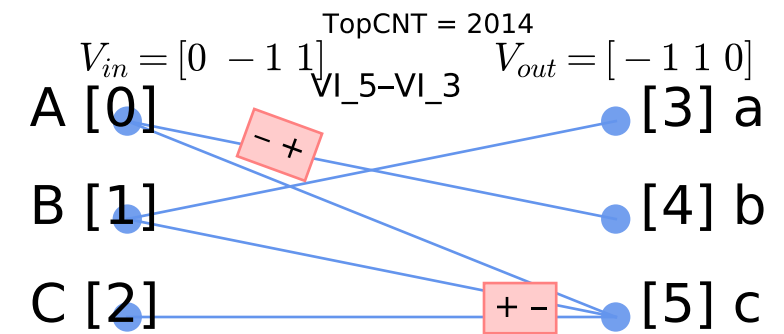 TopCNT = 2014
V_in = [0 −1 1] V_out = [−1 1 0]
VI_5–VI_3
A [0] [3] a
– +
B [1] [4] b
C [2] + – [5] c